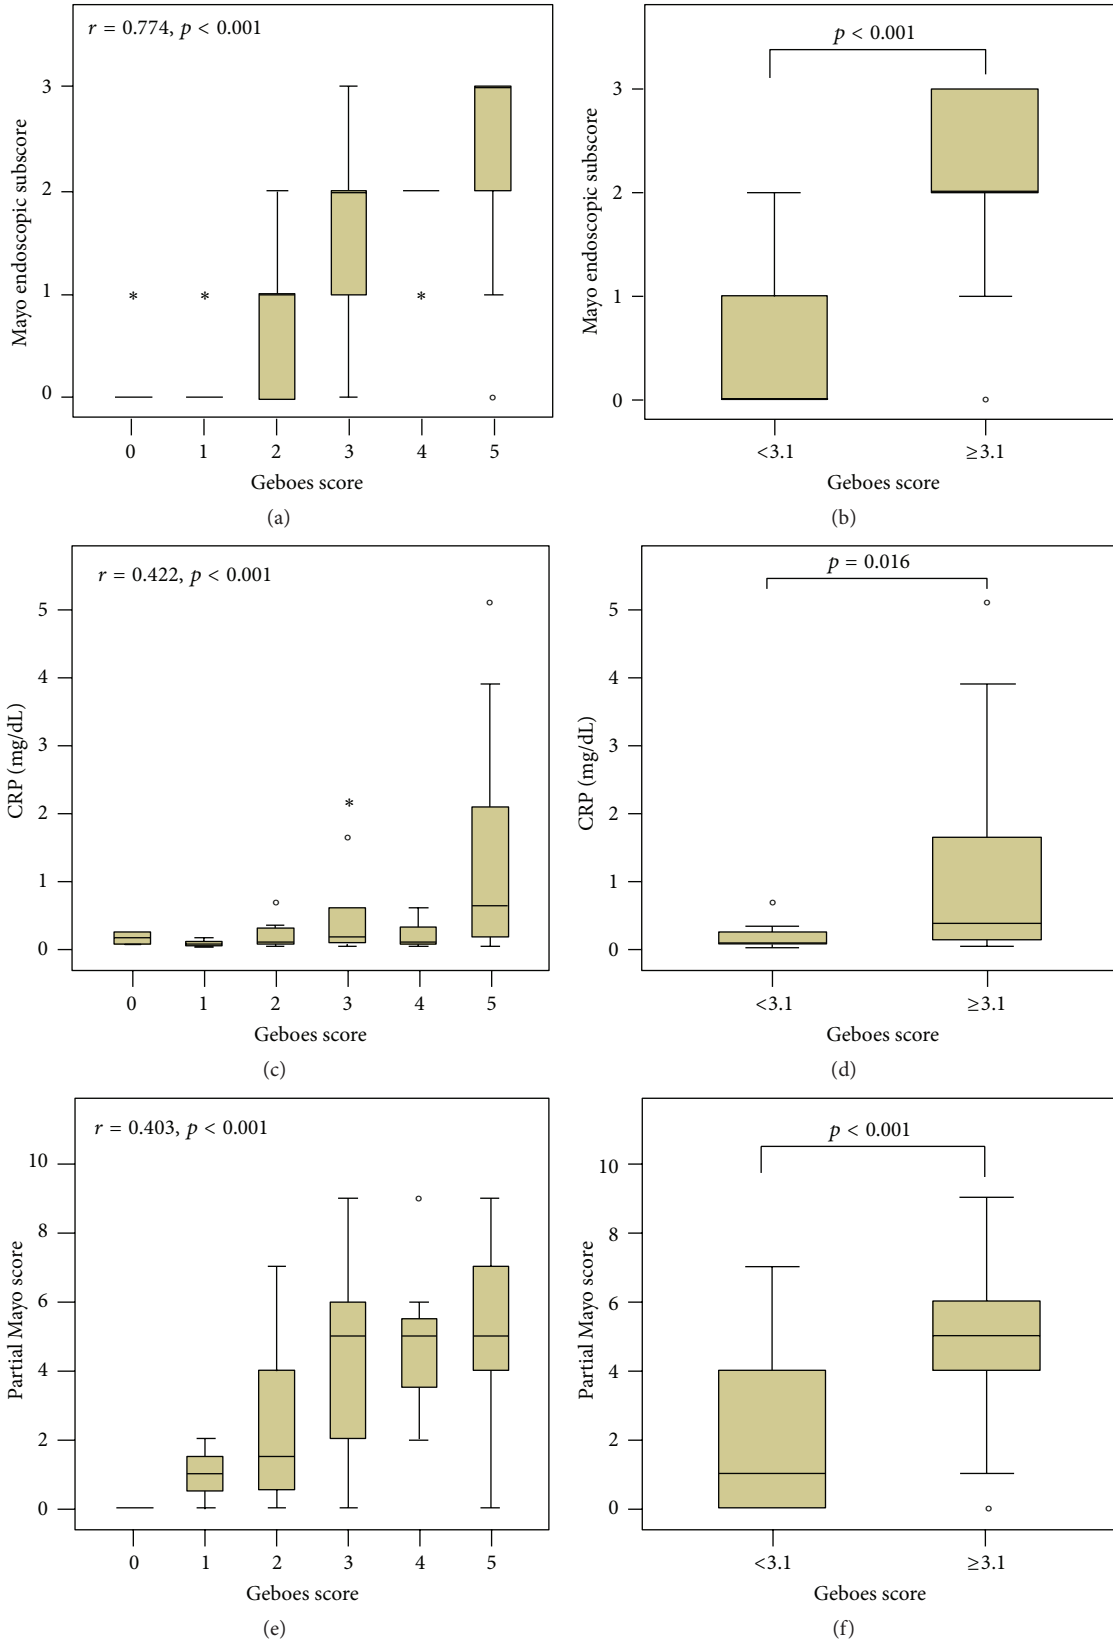 r = 0.774, p < 0.001
Mayo endoscopic subscore
3
2
1
0
*
*
*
0 1 2 3 4 5
Geboes score
(a)
p < 0.001
Mayo endoscopic subscore
3
2
1
0
<3.1 ≥3.1
Geboes score
(b)
r = 0.422, p < 0.001
CRP (mg/dL)
5
4
3
2
1
0
*
0 1 2 3 4 5
Geboes score
(c)
p = 0.016
CRP (mg/dL)
5
4
3
2
1
0
<3.1 ≥3.1
Geboes score
(d)
r = 0.403, p < 0.001
Partial Mayo score
10
8
6
4
2
0
0 1 2 3 4 5
Geboes score
(e)
p < 0.001
Partial Mayo score
10
8
6
4
2
0
<3.1 ≥3.1
Geboes score
(f)